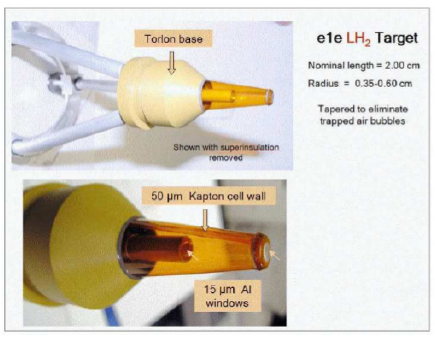 e1e LH₂ Target
Nominal length = 2.00 cm
Radius = 0.35-0.60 cm
Tapered to eliminate
trapped air bubbles
Torlon base
Shown with superinsulation
removed
50 µm Kapton cell wall
15 µm Al
windows